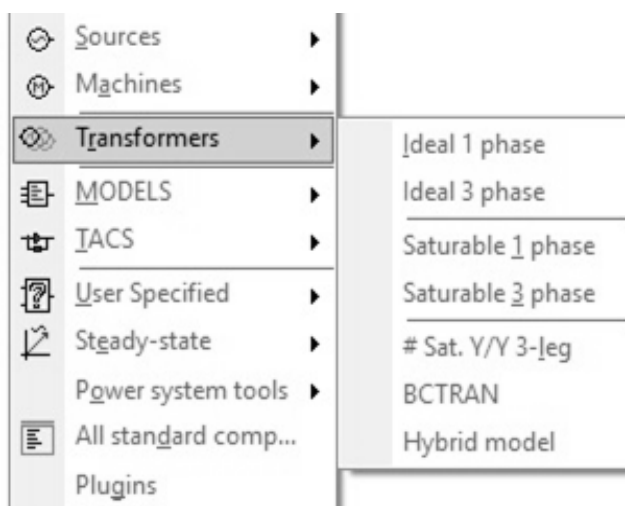 Sources
Machines
Transformers
MODELS
TACS
User Specified
Steady-state
Power system tools
All standard comp...
Plugins
Ideal 1 phase
Ideal 3 phase
Saturable 1 phase
Saturable 3 phase
# Sat. Y/Y 3-leg
BCTRAN
Hybrid model